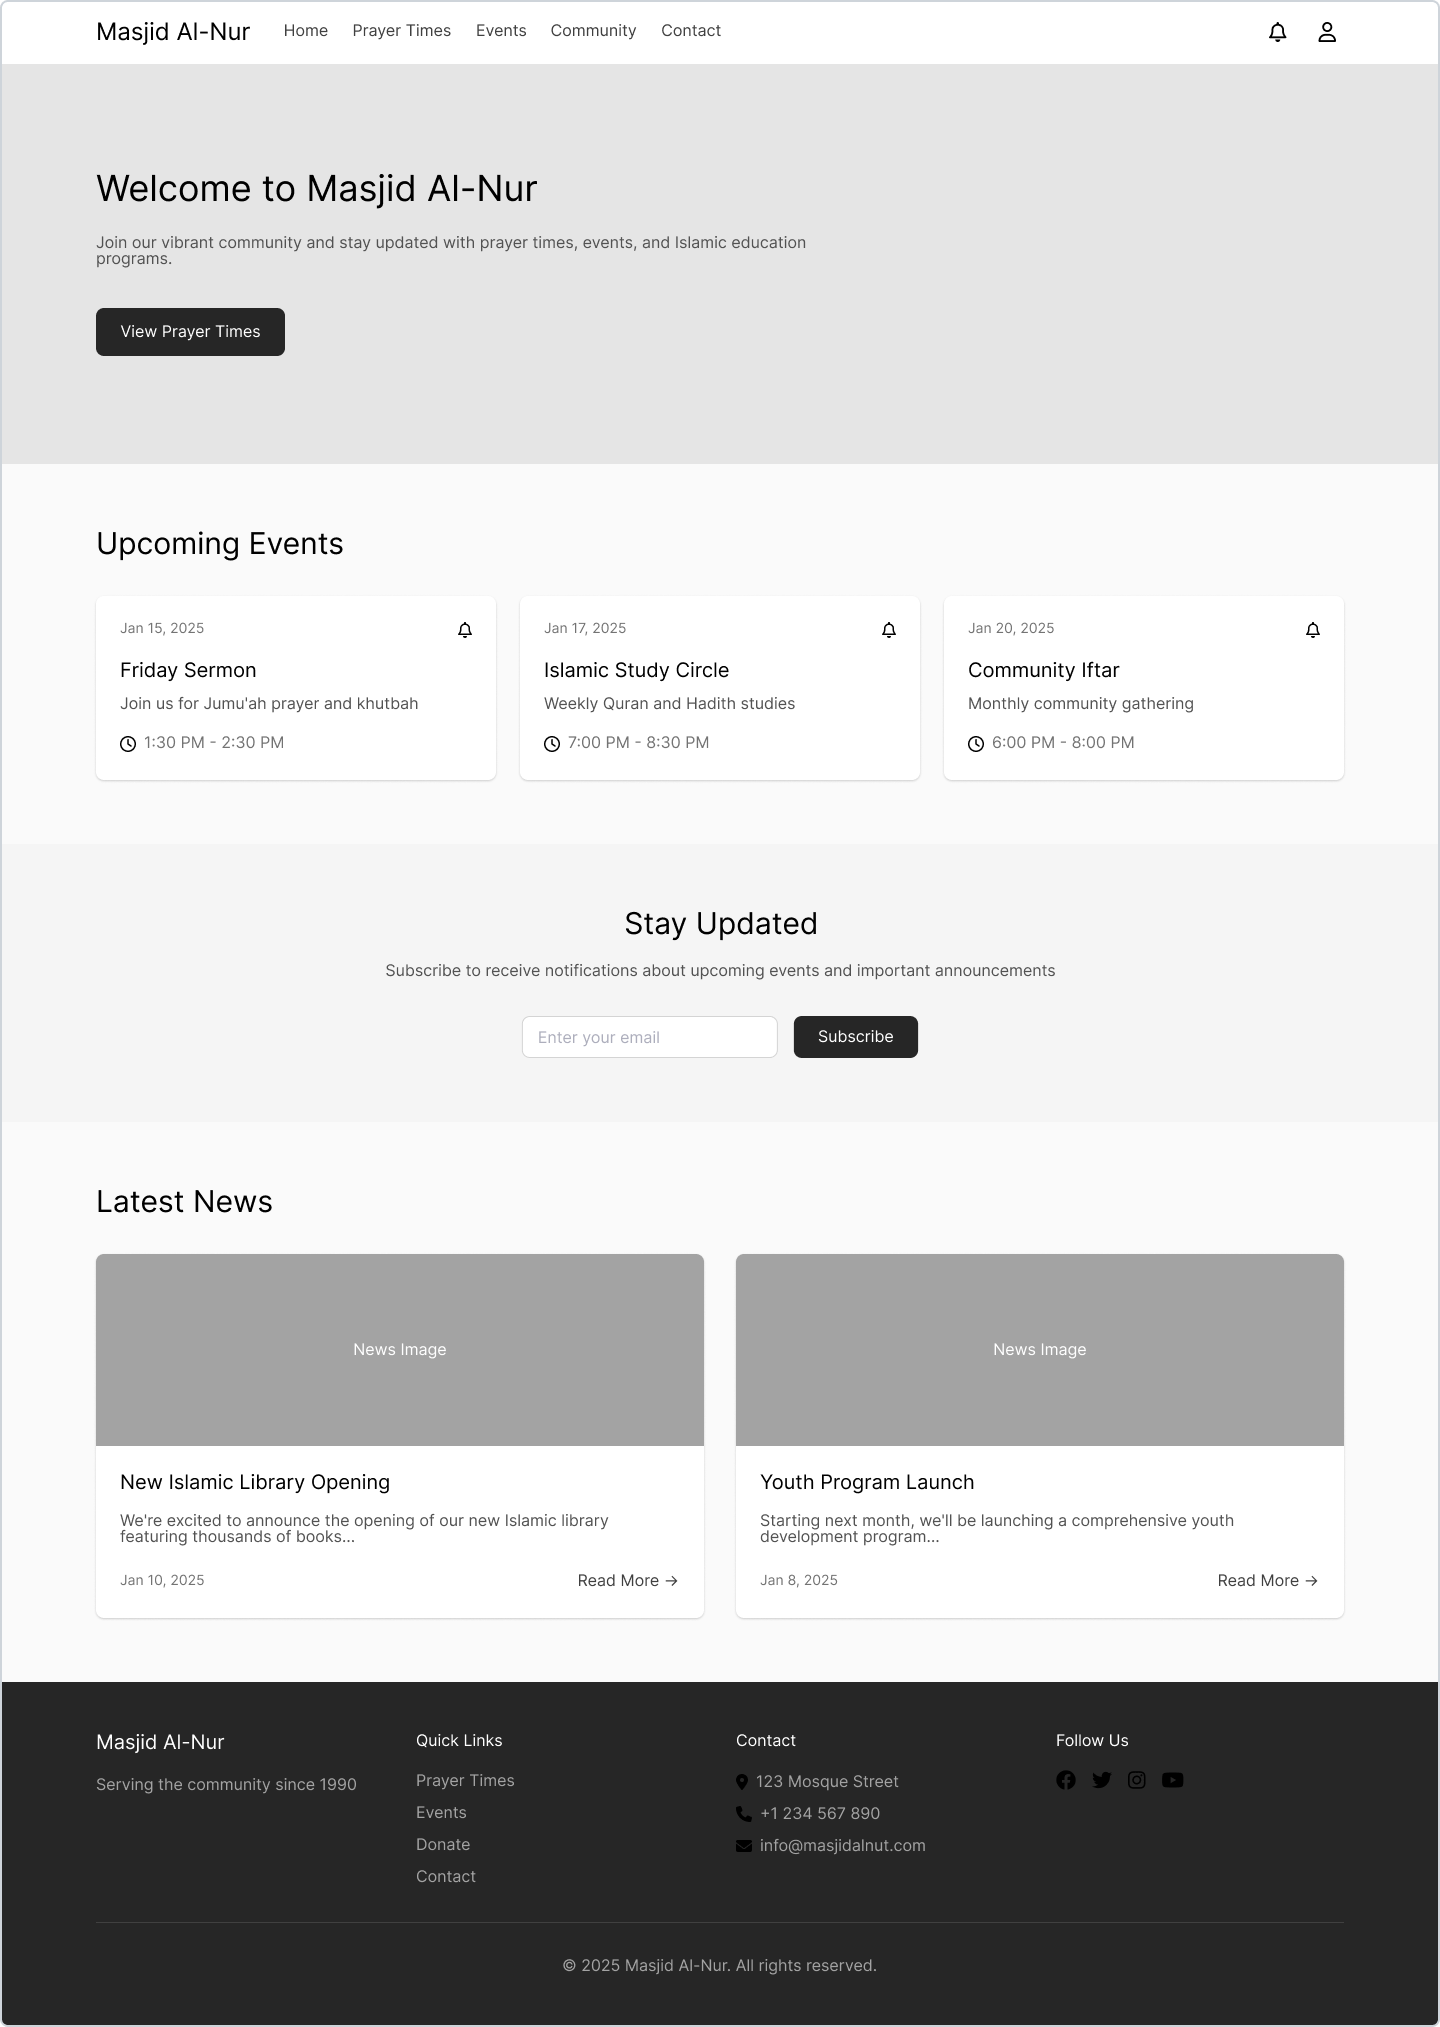 Masjid Al-Nur
Home
Prayer Times
Events
Community
Contact
Welcome to Masjid Al-Nur
Join our vibrant community and stay updated with prayer times, events, and Islamic education
programs.
View Prayer Times
Upcoming Events
Jan 15, 2025
Friday Sermon
Join us for Jumu'ah prayer and khutbah
1:30 PM - 2:30 PM
Jan 17, 2025
Islamic Study Circle
Weekly Quran and Hadith studies
7:00 PM - 8:30 PM
Jan 20, 2025
Community Iftar
Monthly community gathering
6:00 PM - 8:00 PM
Stay Updated
Subscribe to receive notifications about upcoming events and important announcements
Enter your email
Subscribe
Latest News
News Image
New Islamic Library Opening
We're excited to announce the opening of our new Islamic library
featuring thousands of books...
Jan 10, 2025
Read More →
News Image
Youth Program Launch
Starting next month, we'll be launching a comprehensive youth
development program...
Jan 8, 2025
Read More →
Masjid Al-Nur
Serving the community since 1990
Quick Links
Prayer Times
Events
Donate
Contact
Contact
123 Mosque Street
+1 234 567 890
info@masjidalnut.com
Follow Us
© 2025 Masjid Al-Nur. All rights reserved.